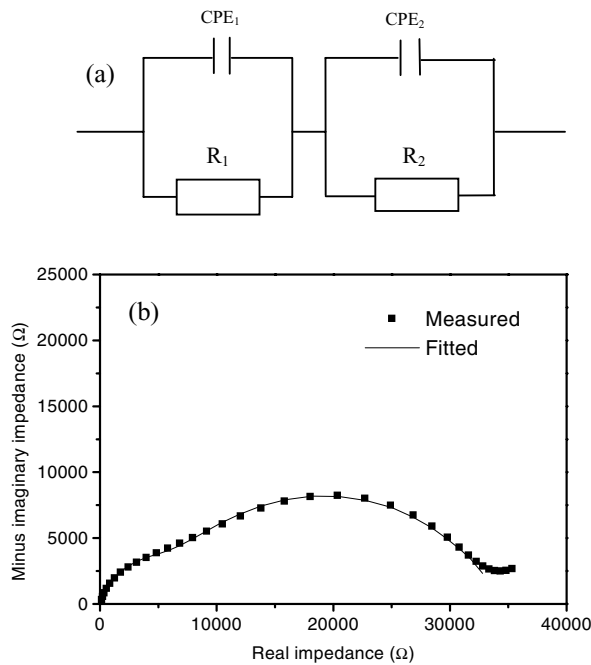 CPE₁ CPE₂
(a)
R₁ R₂
(b)
Measured
Fitted
25000
20000
15000
10000
5000
0
Minus imaginary impedance (Ω)
0 10000 20000 30000 40000
Real impedance (Ω)